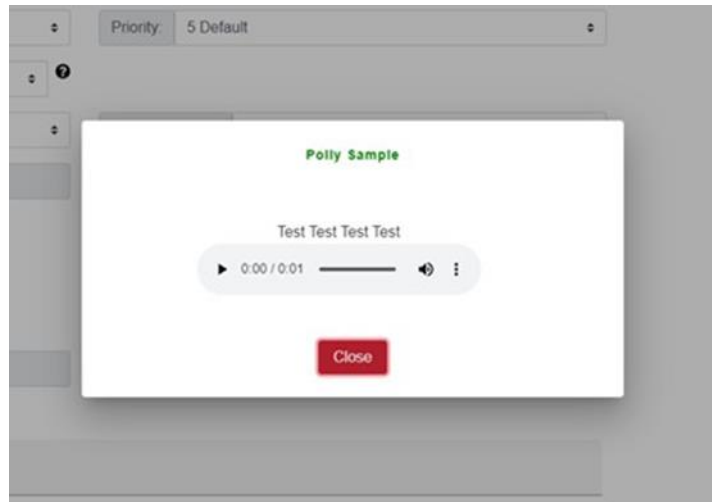 Priority: 5 Default
?
Polly Sample
Test Test Test Test
0:00 / 0:01
Close